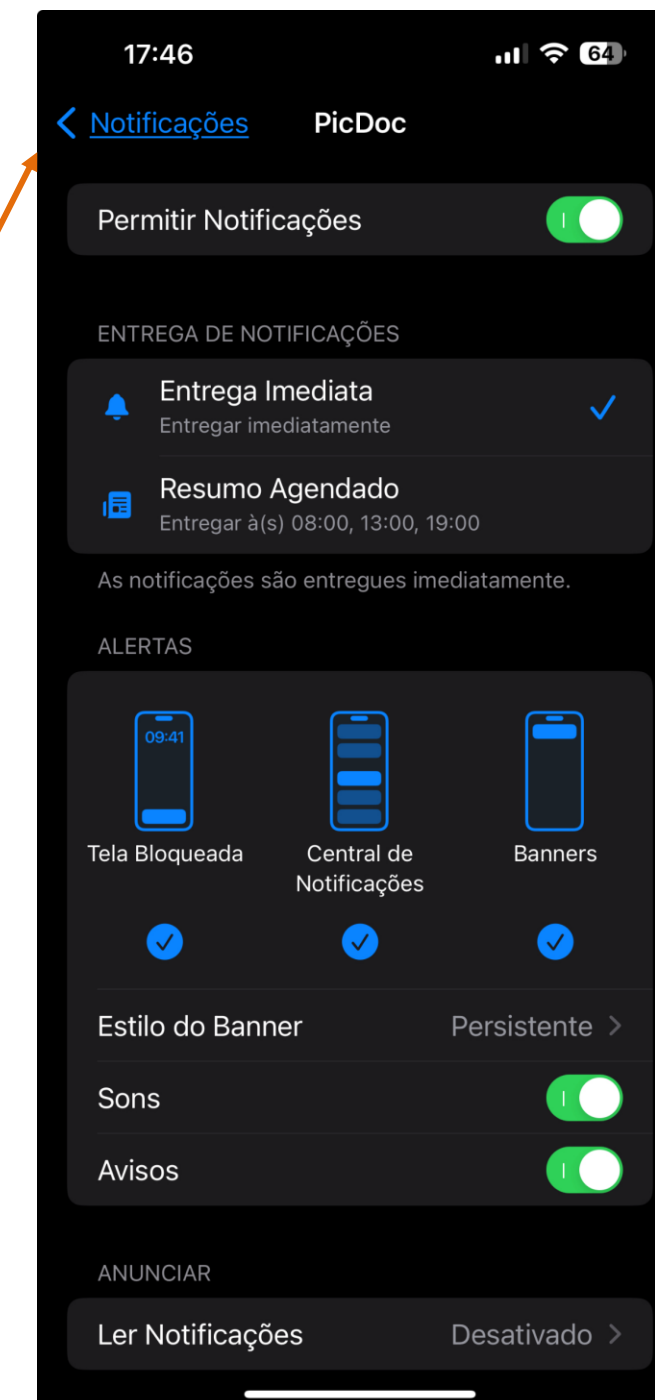 17:46
64
Notificações PicDoc
Permitir Notificações
ENTREGA DE NOTIFICAÇÕES
Entrega Imediata
Entregar imediatamente
Resumo Agendado
Entregar à(s) 08:00, 13:00, 19:00
As notificações são entregues imediatamente.
ALERTAS
09:41
Tela Bloqueada
Central de
Notificações
Banners
Estilo do Banner Persistente
Sons
Avisos
ANUNCIAR
Ler Notificações Desativado